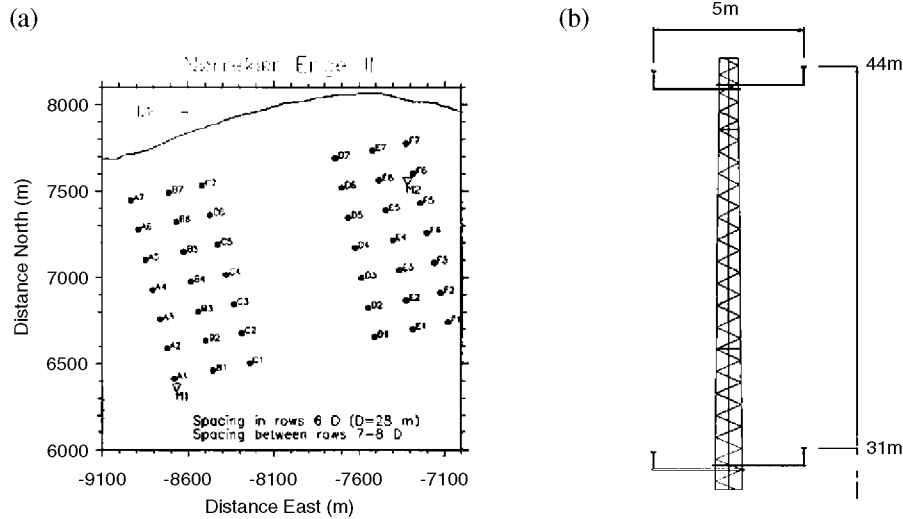 (a)
(b)
Nørrekær Enge II
8000
7500
7000
6500
6000
Distance North (m)
-9100
-8600
-8100
-7600
-7100
Distance East (m)
A7
B7
C7
A6
B6
C6
A5
B5
C5
A4
B4
C4
A3
B3
C3
A2
B2
C2
A1
B1
C1
M1
D7
E7
F7
D6
E6
F6
M2
D5
E5
F5
D4
E4
F4
D3
E3
F3
D2
E2
F2
D1
E1
F1
Spacing in rows 6 D (D=28 m)
Spacing between rows 7-8 D
5m
44m
31m